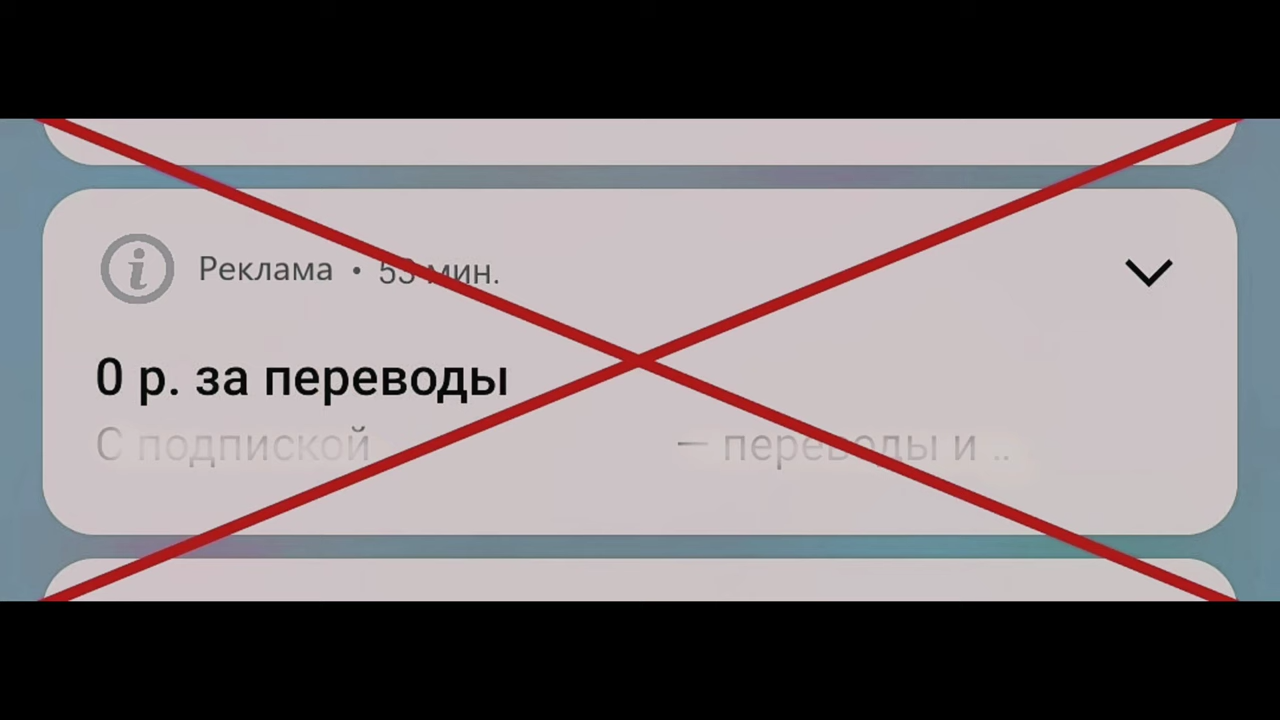 Реклама • 53 мин.
0 р. за переводы
С подпиской — переводы и ..